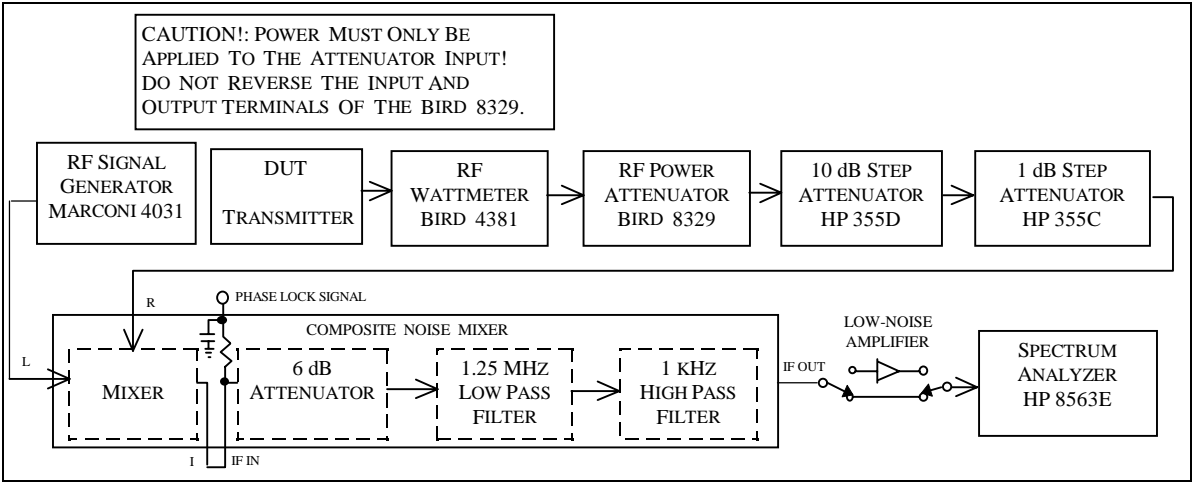 CAUTION!: POWER MUST ONLY BE
APPLIED TO THE ATTENUATOR INPUT!
DO NOT REVERSE THE INPUT AND
OUTPUT TERMINALS OF THE BIRD 8329.
RF SIGNAL
GENERATOR
MARCONI 4031
DUT
TRANSMITTER
RF
WATTMETER
BIRD 4381
RF POWER
ATTENUATOR
BIRD 8329
10 dB STEP
ATTENUATOR
HP 355D
1 dB STEP
ATTENUATOR
HP 355C
R
PHASE LOCK SIGNAL
COMPOSITE NOISE MIXER
L
MIXER
6 dB
ATTENUATOR
1.25 MHZ
LOW PASS
FILTER
1 KHZ
HIGH PASS
FILTER
IF OUT
LOW-NOISE
AMPLIFIER
SPECTRUM
ANALYZER
HP 8563E
I
IF IN